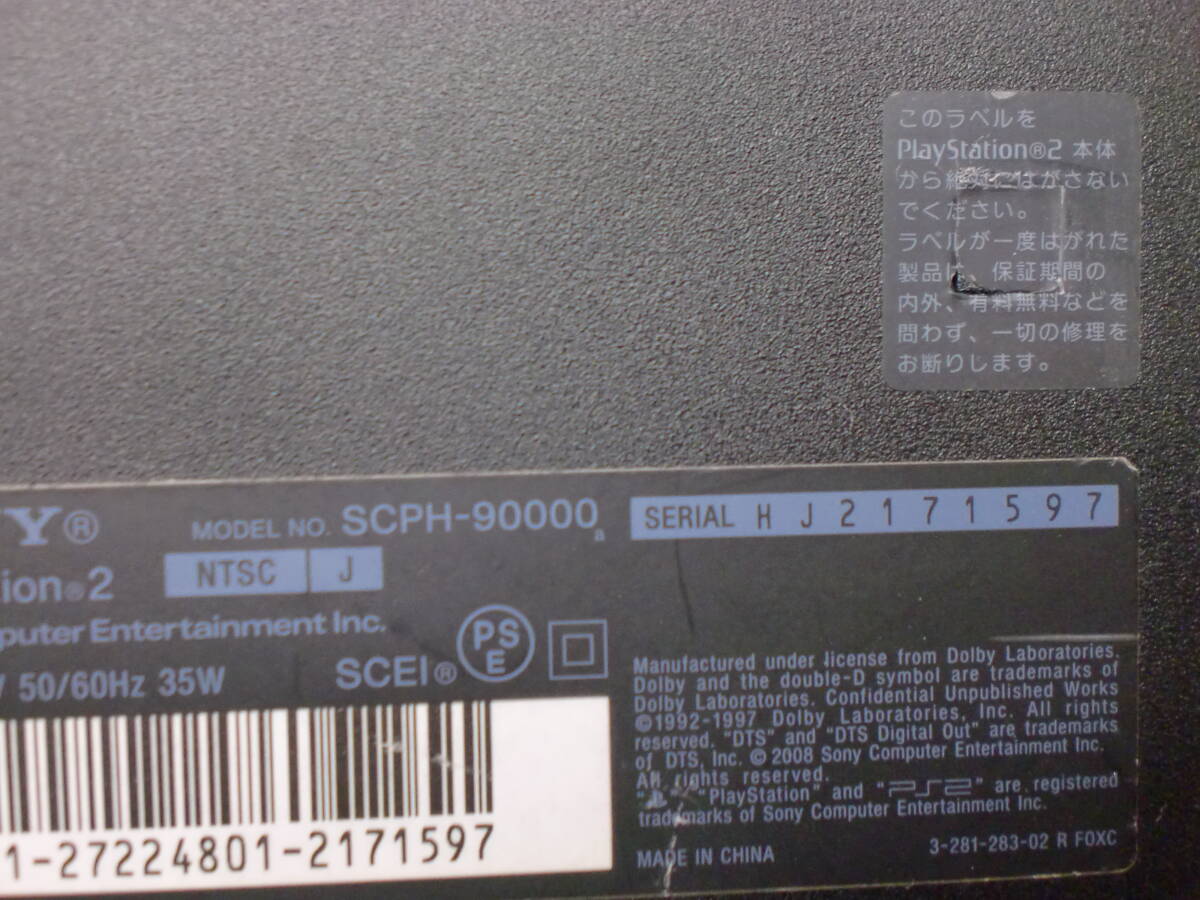 このラベルを
PlayStation®2 本体
から絶対にはがさない
でください。
ラベルが一度はがれた
製品は、保証期間の
内外、有料無料などを
問わず、一切の修理を
お断りします。
Y®
MODEL NO. SCPH-90000 a
SERIAL H J 2 1 7 1 5 9 7
NTSC J
tion®2
puter Entertainment Inc.
V 50/60Hz 35W
SCEI®
PS
E
1-27224801-2171597
Manufactured under license from Dolby Laboratories.
Dolby and the double-D symbol are trademarks of
Dolby Laboratories. Confidential Unpublished Works
©1992-1997 Dolby Laboratories, Inc. All rights
reserved. "DTS" and "DTS Digital Out" are trademarks
of DTS, Inc. © 2008 Sony Computer Entertainment Inc.
All rights reserved.
" ", "PlayStation" and "PS2" are registered
trademarks of Sony Computer Entertainment Inc.
MADE IN CHINA
3-281-283-02 R FOXC